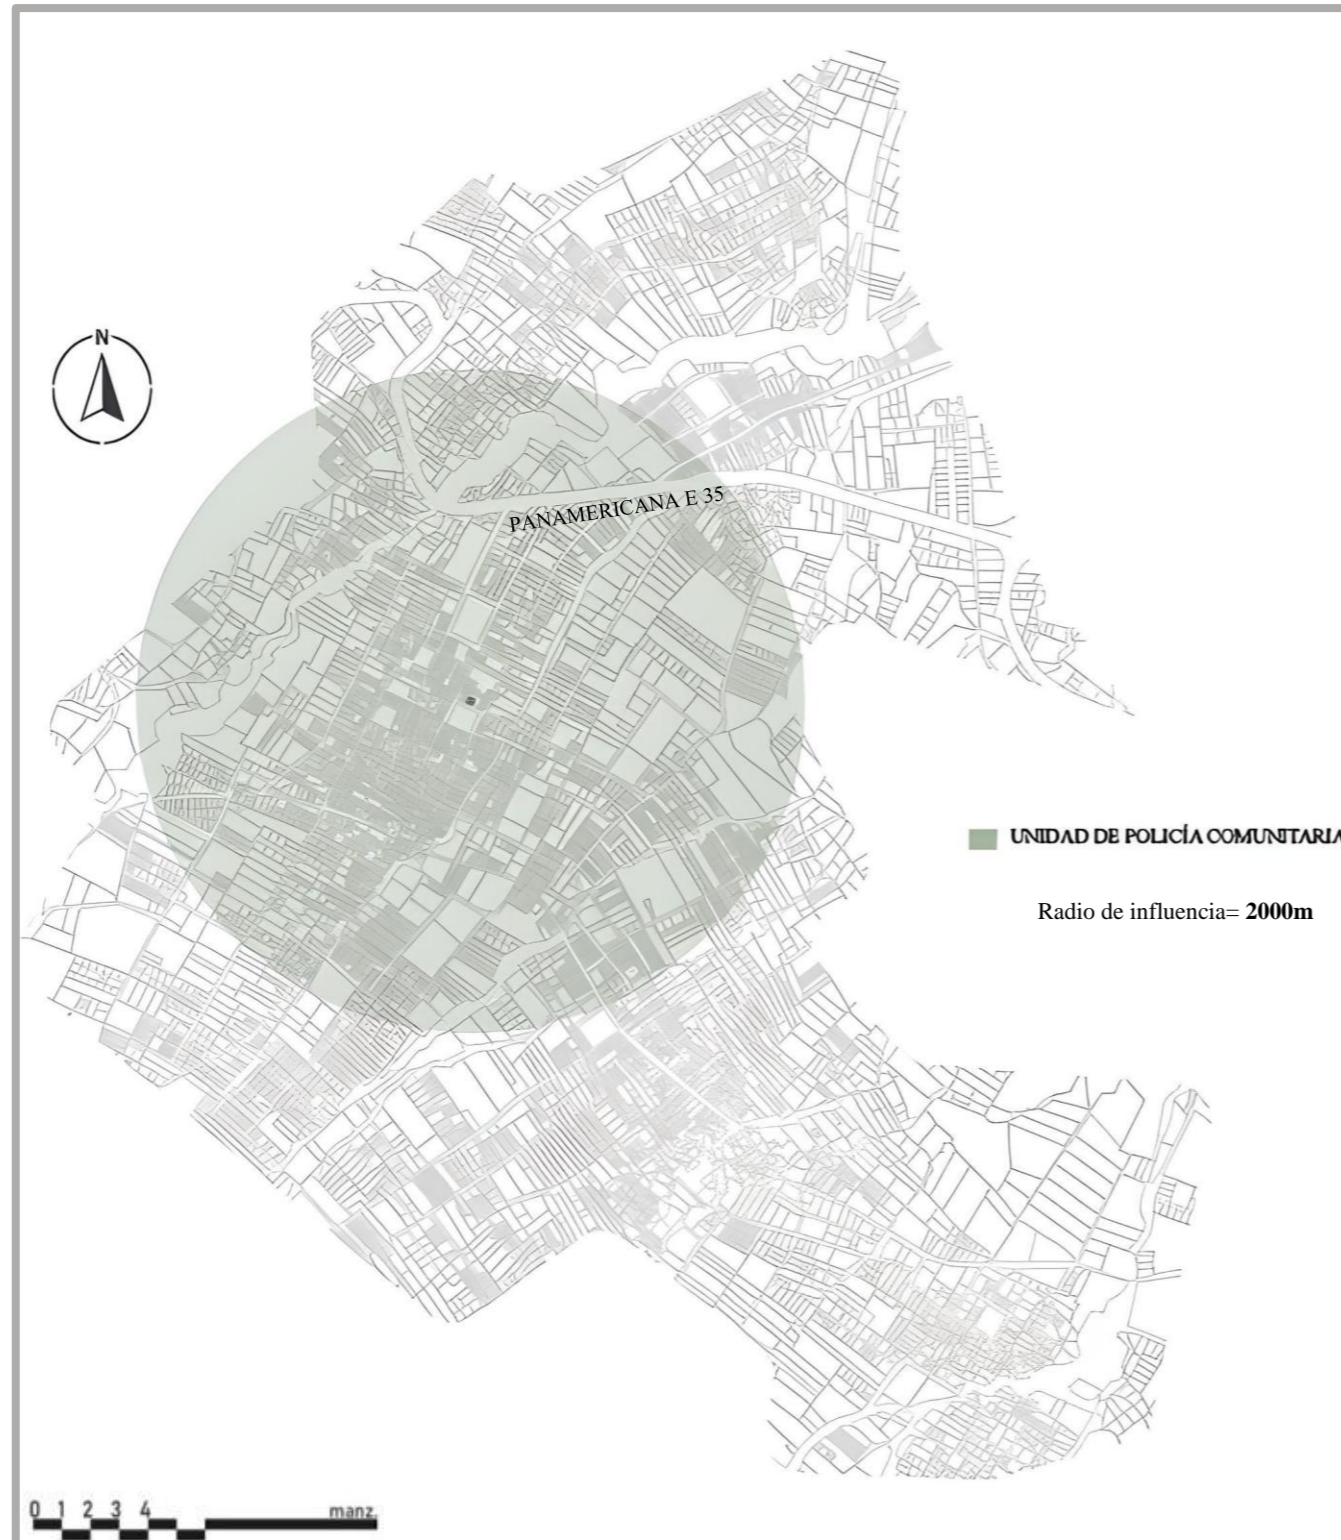 N
PANAMERICANA E 35
UNIDAD DE POLICÍA COMUNITARIA
Radio de influencia= 2000m
0 1 2 3 4 manz.